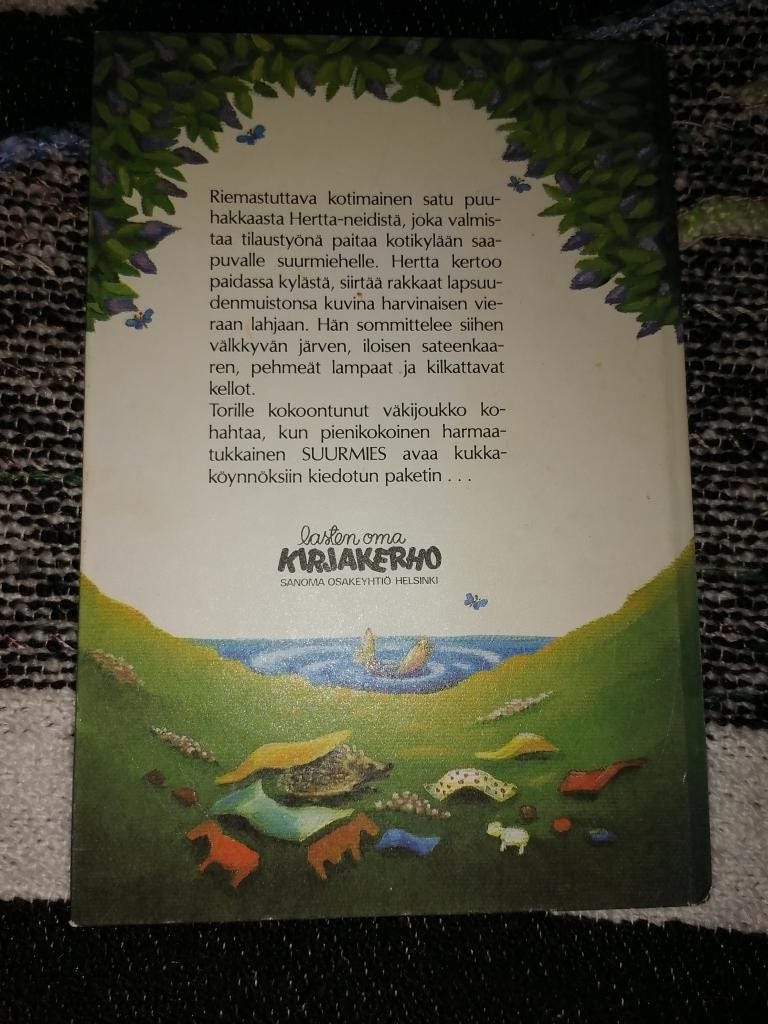 Riemastuttava kotimainen satu puu-
hakkaasta Hertta-neidistä, joka valmis-
taa tilaustyönä paitaa kotikylään saa-
puvalle suurmiehelle. Hertta kertoo
paidassa kylästä, siirtää rakkaat lapsuu-
denmuistonsa kuvina harvinaisen vie-
raan lahjaan. Hän sommittelee siihen
välkkyvän järven, iloisen sateenkaa-
ren, pehmeät lampaat ja kilkattavat
kellot.
Torille kokoontunut väkijoukko ko-
hahtaa, kun pienikokoinen harmaa-
tukkainen SUURMIES avaa kukka-
köynnöksiin kiedotun paketin . . .
lasten oma
KIRJAKERHO
SANOMA OSAKEYHTIÖ HELSINKI